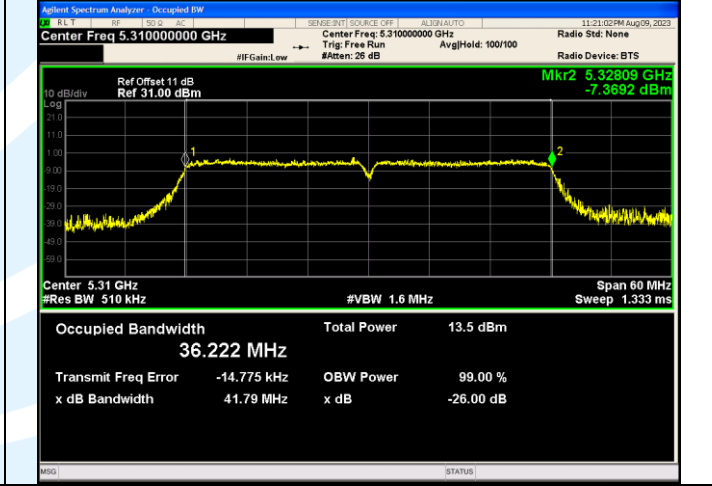 Agilent Spectrum Analyzer - Occupied BW
RLT RF 50 Ω AC SENSE:INT SOURCE OFF ALIGNAUTO 11:21:02PM Aug09, 2023
Center Freq 5.310000000 GHz Center Freq: 5.310000000 GHz Radio Std: None
Trig: Free Run Avg|Hold: 100/100
#IFGain:Low #Atten: 26 dB Radio Device: BTS
Ref Offset 11 dB Mkr2 5.32809 GHz
10 dB/div Ref 31.00 dBm -7.3692 dBm
Log
21.0
11.0
1.00 1 2
-9.00
-19.0
-29.0
-39.0
-49.0
-59.0
Center 5.31 GHz Span 60 MHz
#Res BW 510 kHz #VBW 1.6 MHz Sweep 1.333 ms
Occupied Bandwidth Total Power 13.5 dBm
36.222 MHz
Transmit Freq Error -14.775 kHz OBW Power 99.00 %
x dB Bandwidth 41.79 MHz x dB -26.00 dB
MSG STATUS